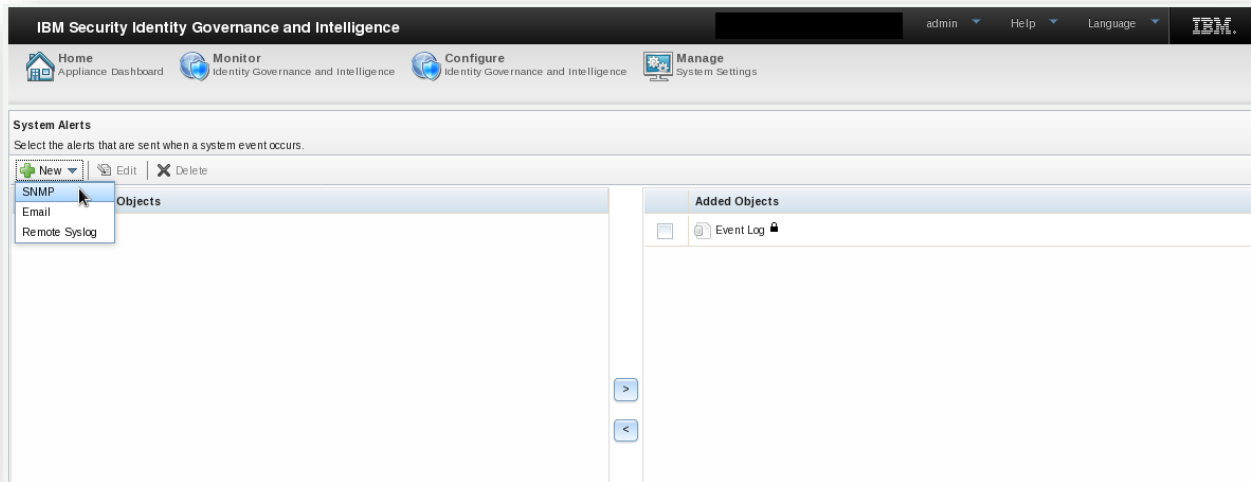 IBM Security Identity Governance and Intelligence
admin Help Language IBM.
Home Monitor Configure Manage
Appliance Dashboard Identity Governance and Intelligence Identity Governance and Intelligence System Settings
System Alerts
Select the alerts that are sent when a system event occurs.
New Edit Delete
SNMP
Email
Remote Syslog
Objects
Added Objects
Event Log
>
<